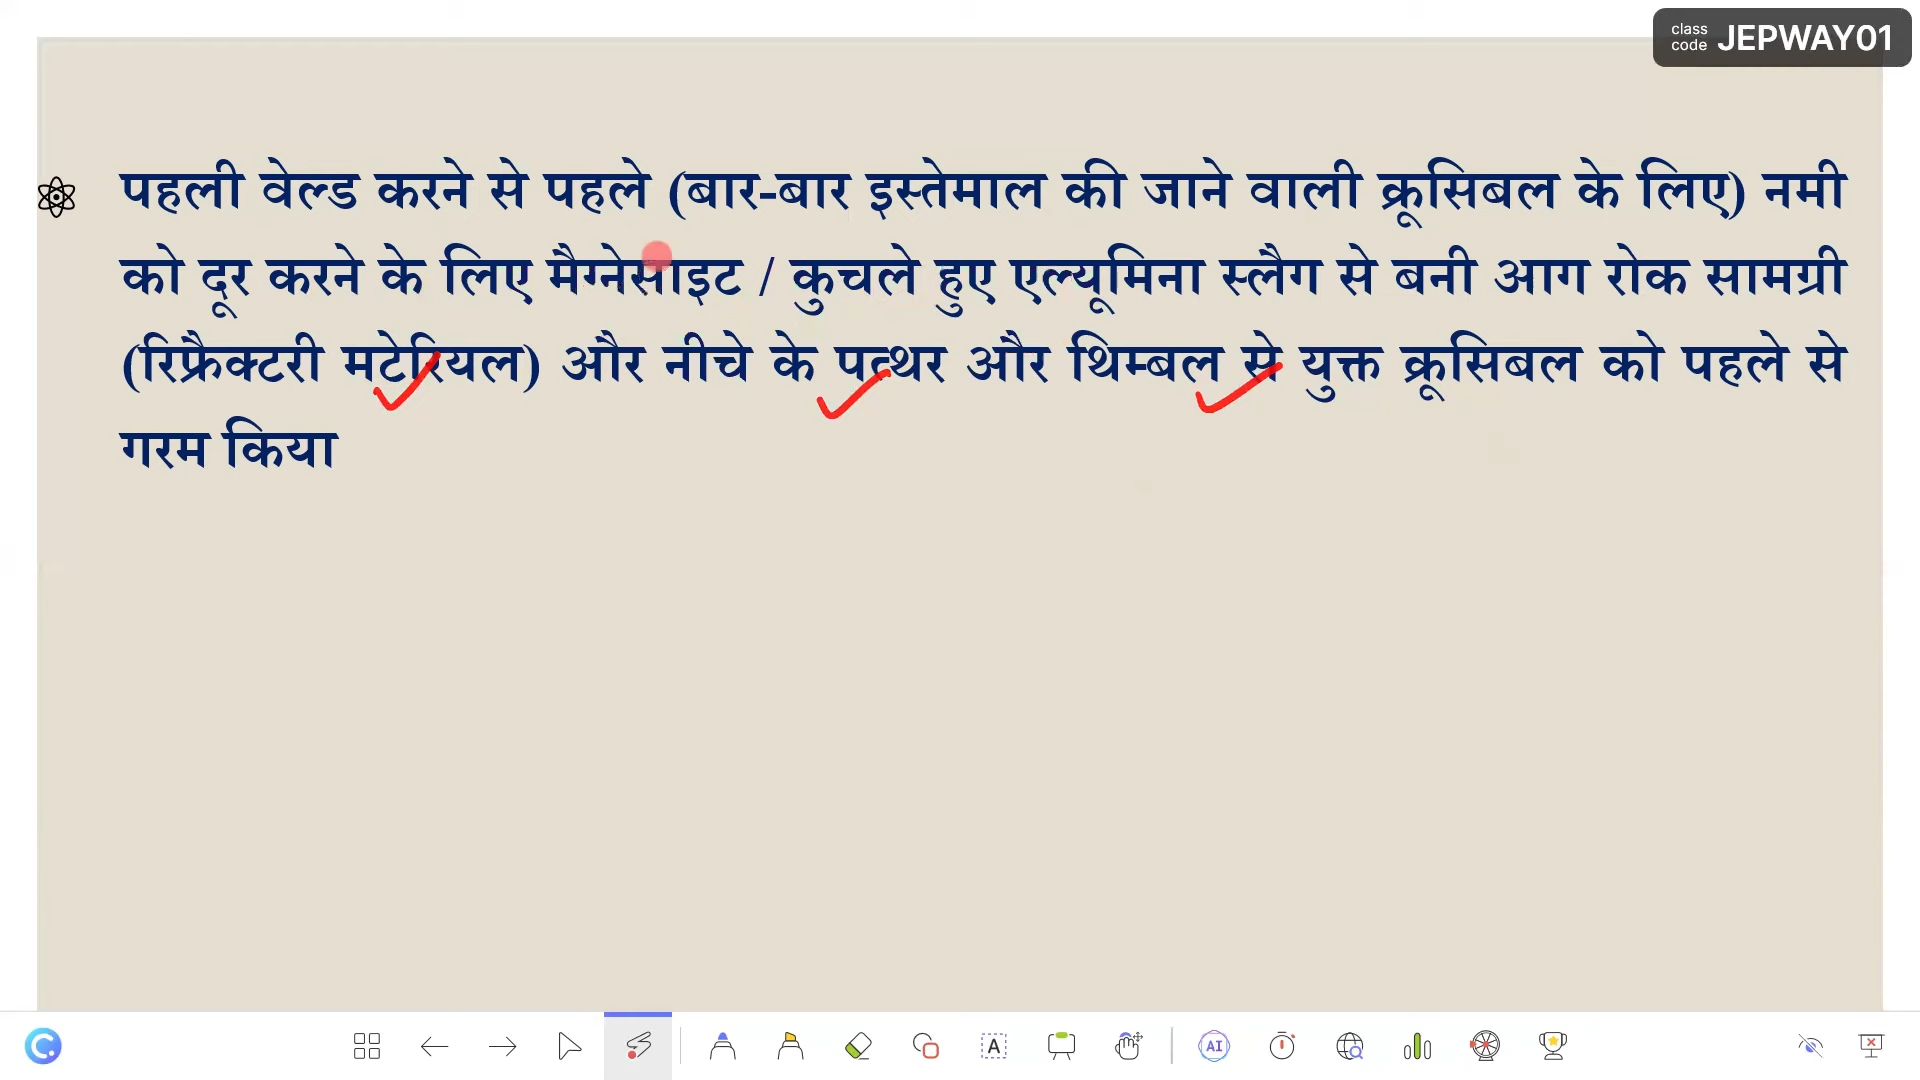 class
code JEPWAY01
पहली वेल्ड करने से पहले (बार-बार इस्तेमाल की जाने वाली क्रूसिबल के लिए) नमी
को दूर करने के लिए मैग्नेसाइट / कुचले हुए एल्यूमिना स्लैग से बनी आग रोक सामग्री
(रिफ्रैक्टरी मटेरियल) और नीचे के पत्थर और थिम्बल से युक्त क्रूसिबल को पहले से
गरम किया
A
AI